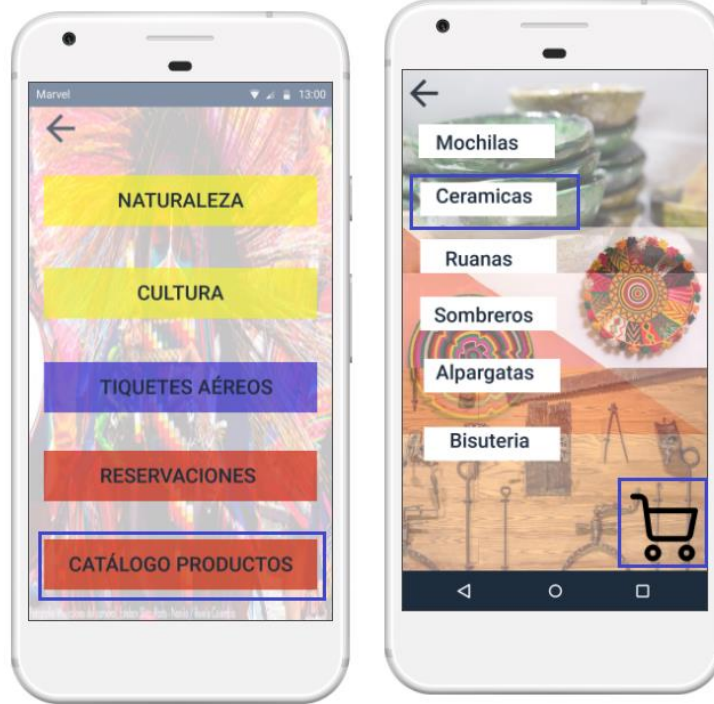 Marvel
13:00
NATURALEZA
CULTURA
TIQUETES AÉREOS
RESERVACIONES
CATÁLOGO PRODUCTOS
Mochilas
Ceramicas
Ruanas
Sombreros
Alpargatas
Bisuteria